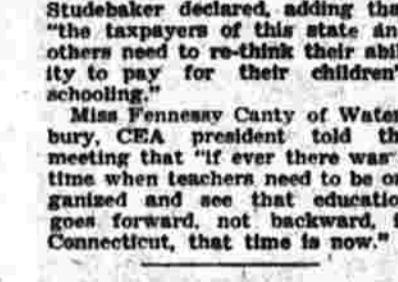 Studebaker declared, adding tha
"the taxpayers of this state an
others need to re-think their abil
ity to pay for their children'
schooling."
Miss Fennessy Canty of Water
bury, CEA president told th
meeting that "if ever there was
time when teachers need to be or
ganized and see that educatio
goes forward, not backward, i
Connecticut, that time is now."